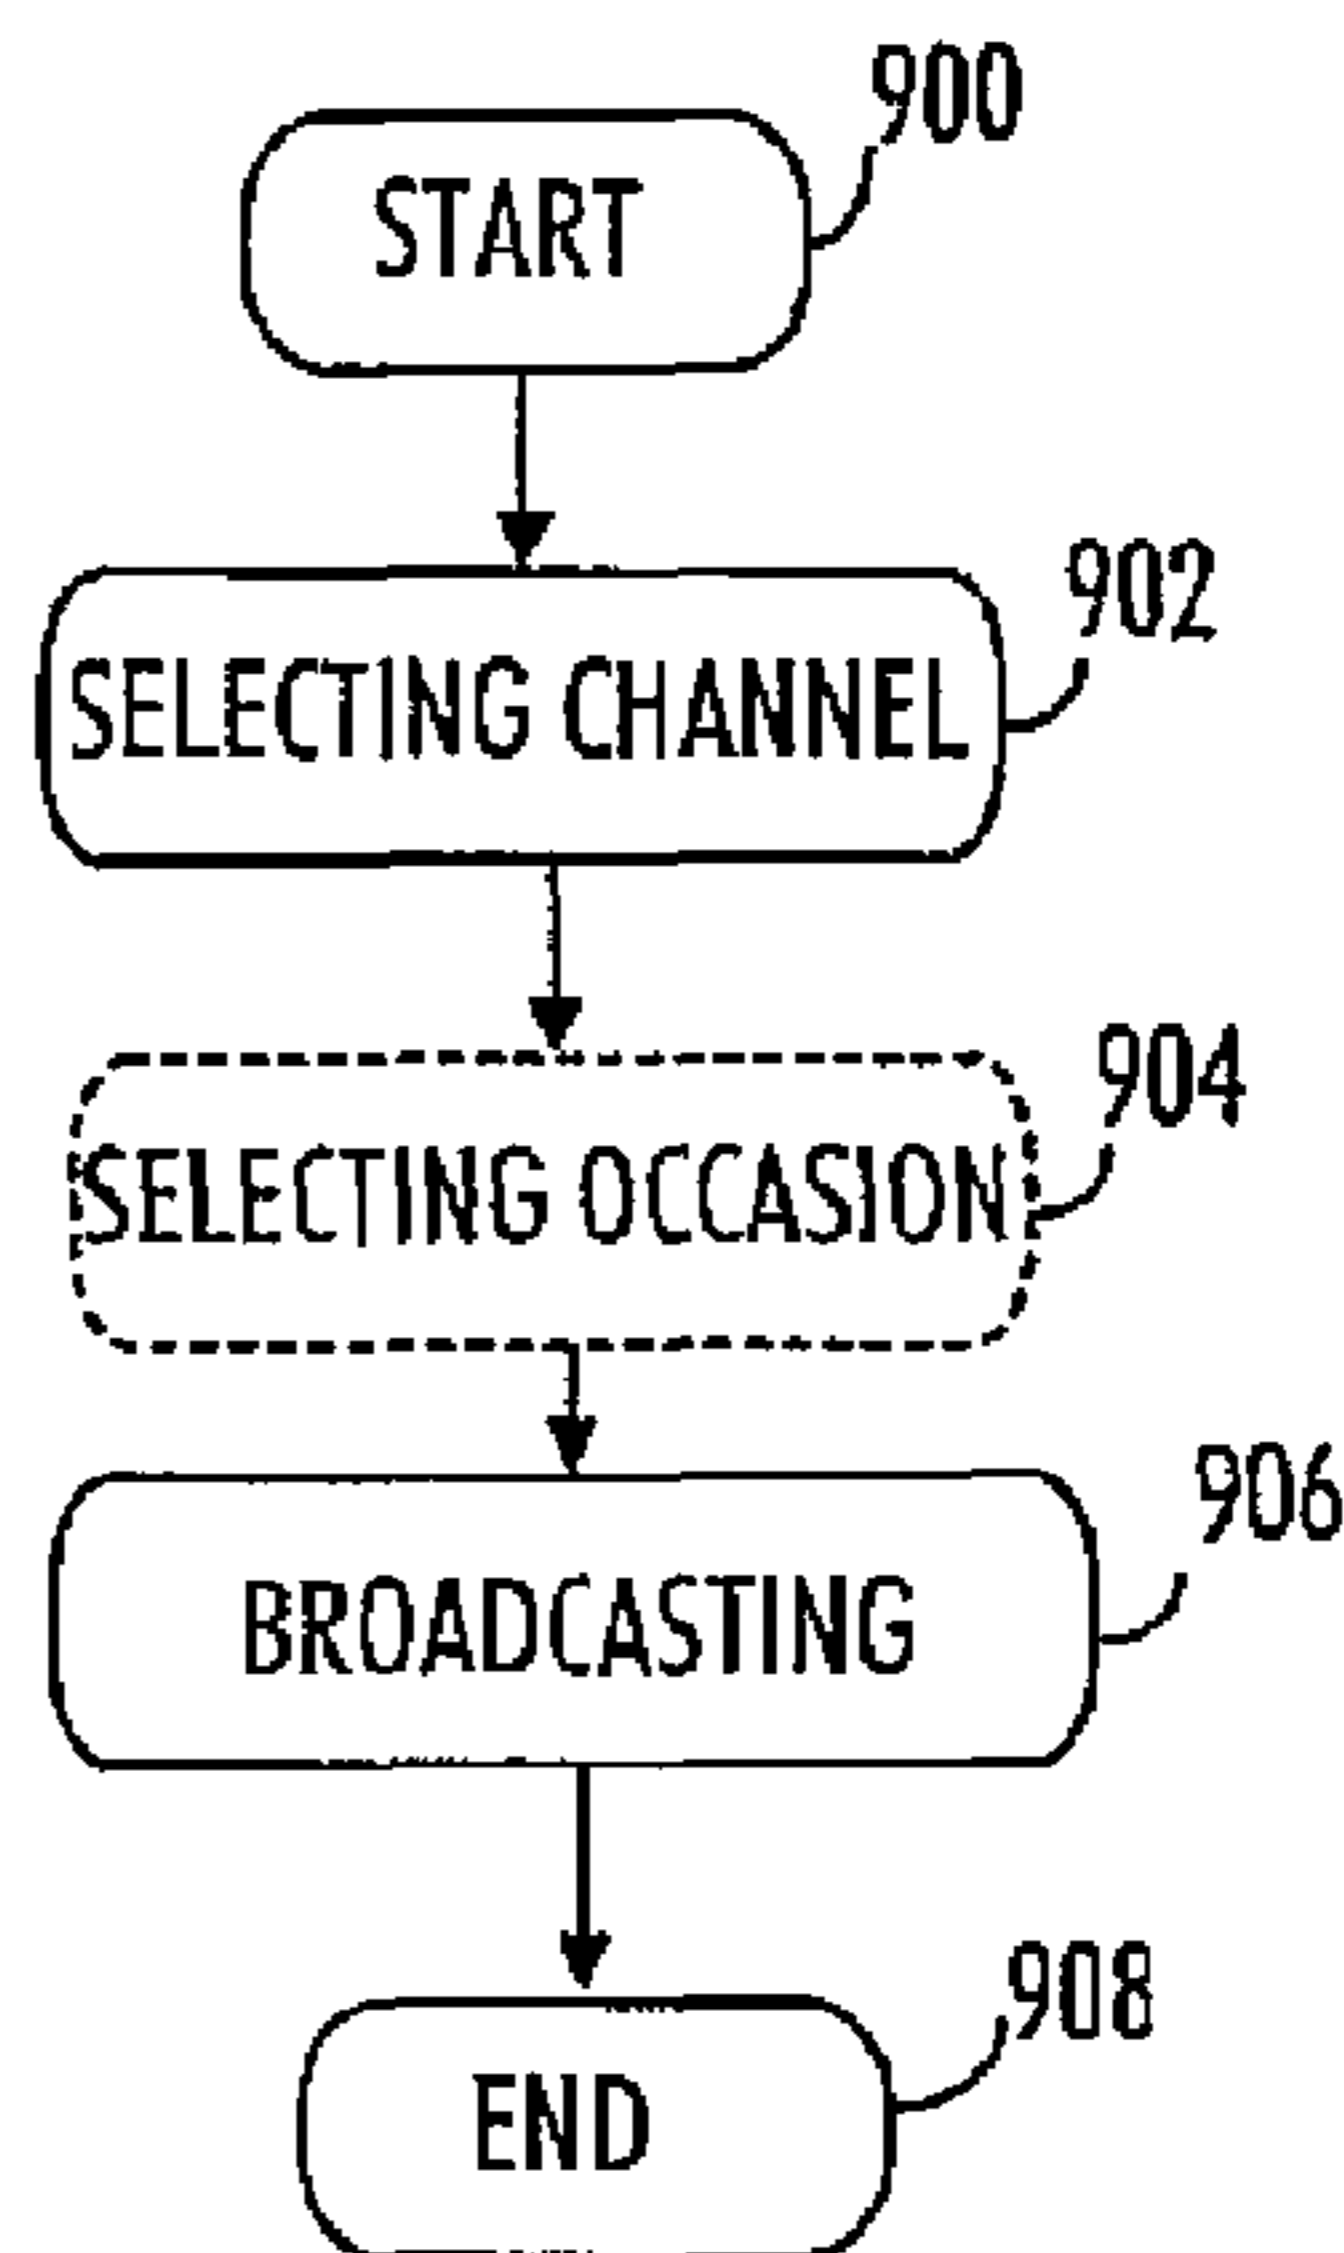 900
START
902
SELECTING CHANNEL
904
SELECTING OCCASION
906
BROADCASTING
908
END